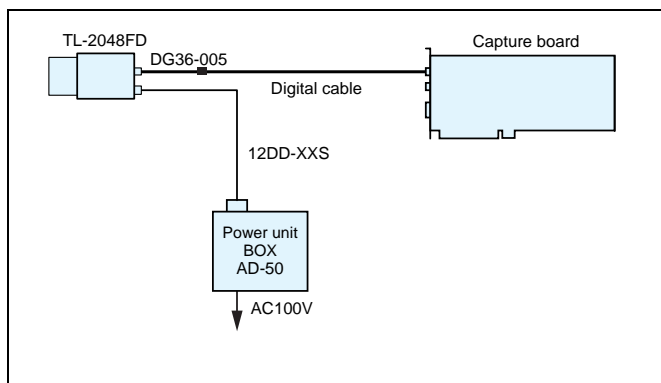 TL-2048FD
Capture board
DG36-005
Digital cable
12DD-XXS
Power unit
BOX
AD-50
AC100V